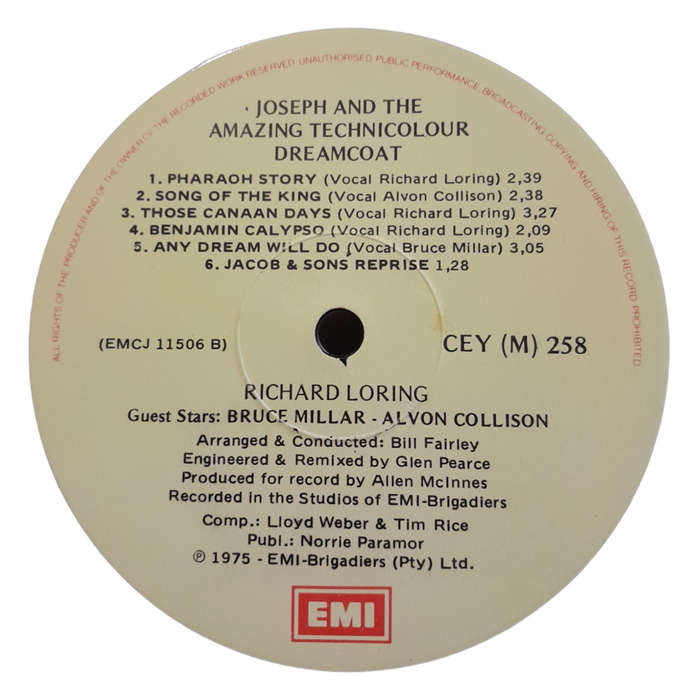 ALL RIGHTS OF THE PRODUCER AND OF THE OWNER OF THE RECORDED WORK RESERVED UNAUTHORISED PUBLIC PERFORMANCE, BROADCASTING, COPYING AND HIRING OF THIS RECORD PROHIBITED
JOSEPH AND THE
AMAZING TECHNICOLOUR
DREAMCOAT
1. PHARAOH STORY (Vocal Richard Loring) 2,39
2. SONG OF THE KING (Vocal Alvon Collison) 2,38
3. THOSE CANAAN DAYS (Vocal Richard Loring) 3,27
4. BENJAMIN CALYPSO (Vocal Richard Loring) 2,09
5. ANY DREAM WILL DO (Vocal Bruce Millar) 3,05
6. JACOB & SONS REPRISE 1,28
(EMCJ 11506 B) CEY (M) 258
RICHARD LORING
Guest Stars: BRUCE MILLAR - ALVON COLLISON
Arranged & Conducted: Bill Fairley
Engineered & Remixed by Glen Pearce
Produced for record by Allen McInnes
Recorded in the Studios of EMI-Brigadiers
Comp.: Lloyd Weber & Tim Rice
Publ.: Norrie Paramor
℗ 1975 - EMI-Brigadiers (Pty) Ltd.
EMI